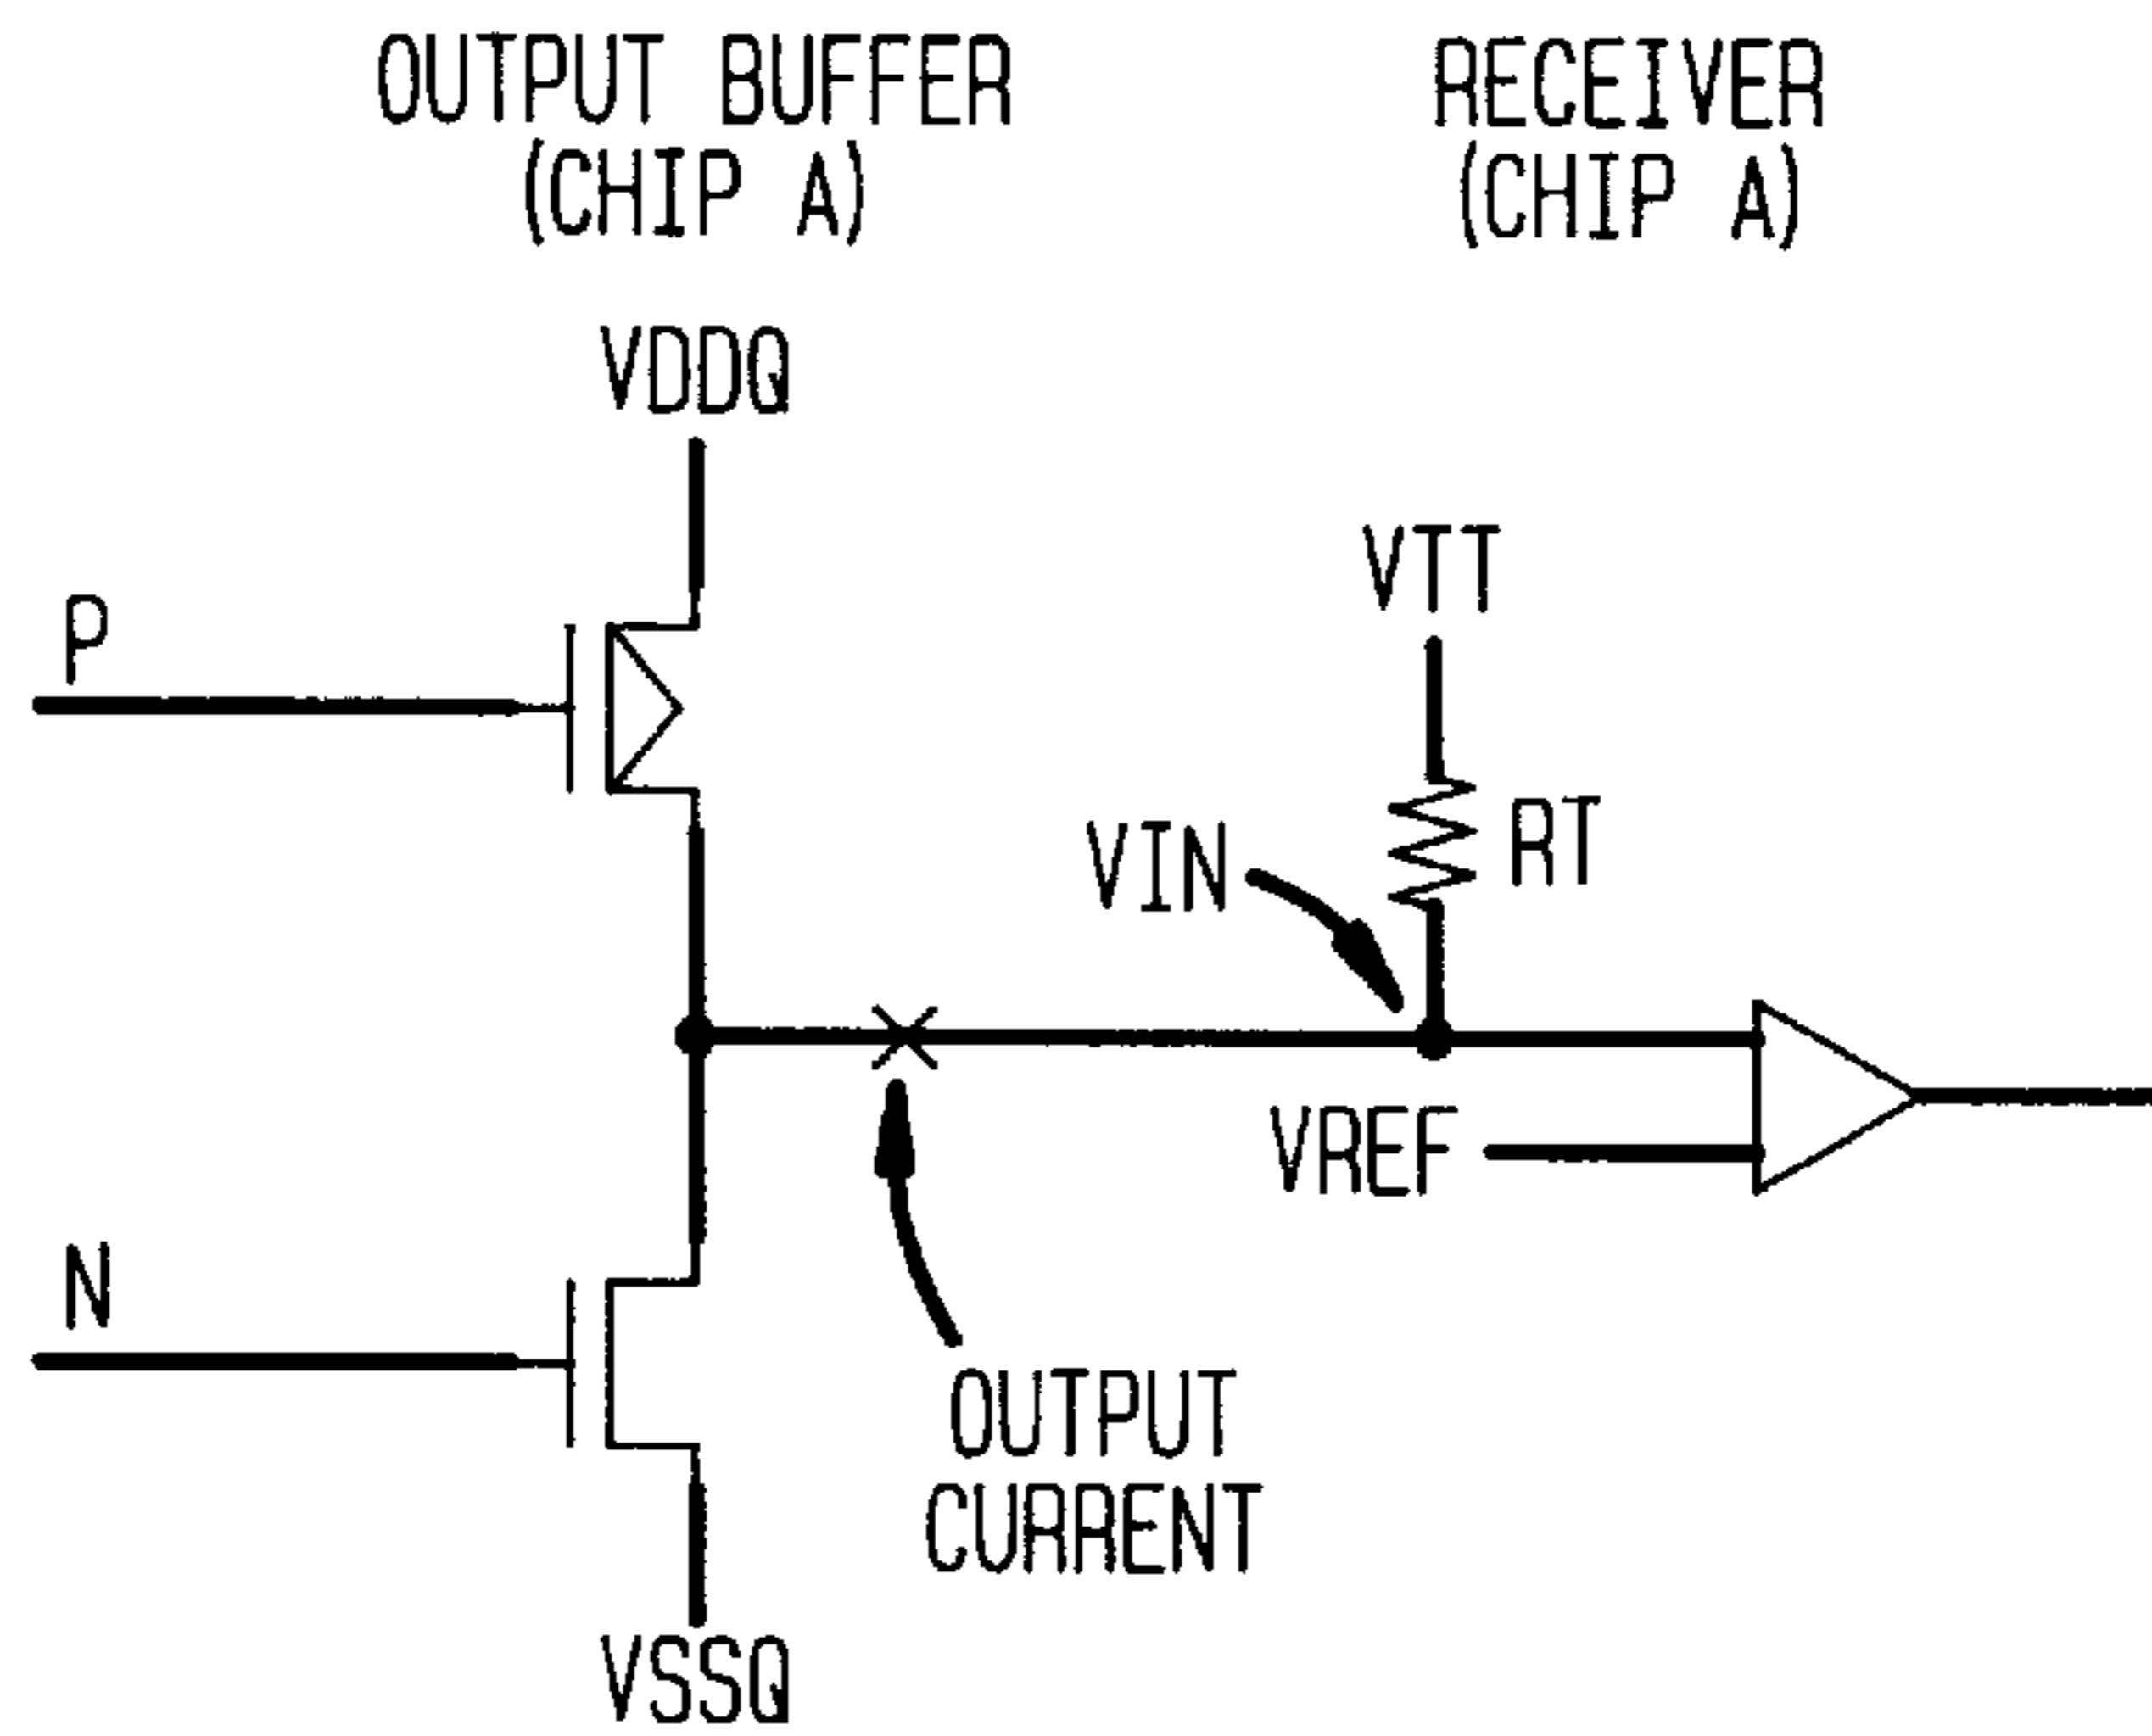 OUTPUT BUFFER
(CHIP A)
RECEIVER
(CHIP A)
VDDQ
VTT
P
RT
VIN
VREF
N
OUTPUT
CURRENT
VSSQ